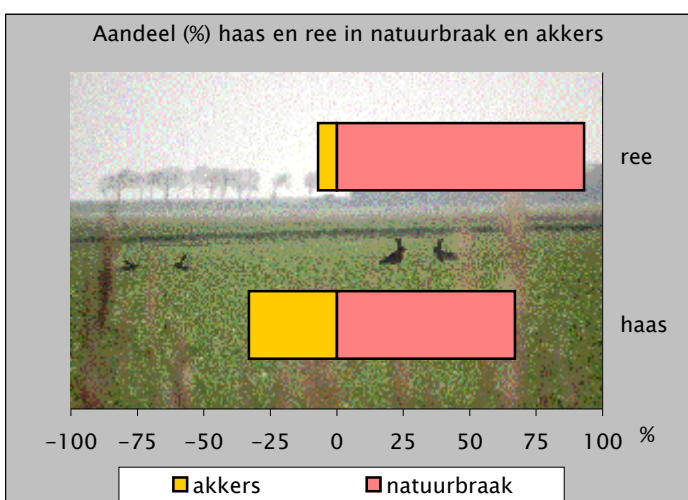 Aandeel (%) haas en ree in natuurbraak en akkers
ree
haas
−100 −75 −50 −25 0 25 50 75 100 %
akkers natuurbraak